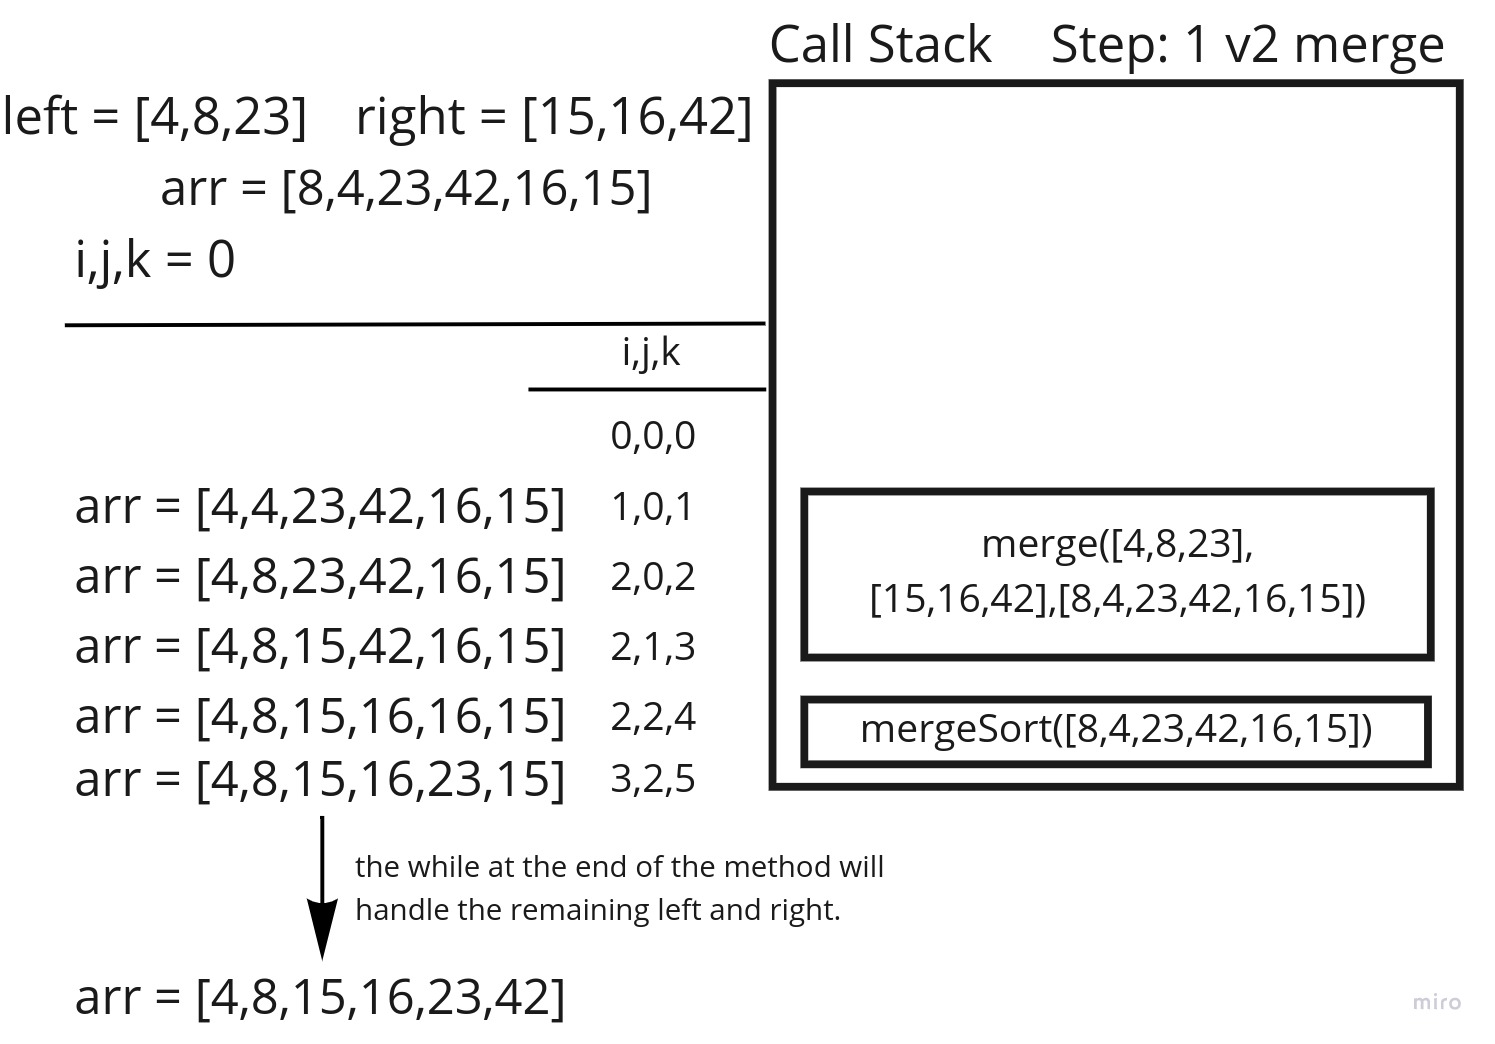 Call Stack Step: 1 v2 merge
left = [4,8,23] right = [15,16,42]
arr = [8,4,23,42,16,15]
i,j,k = 0
i,j,k
0,0,0
arr = [4,4,23,42,16,15] 1,0,1
arr = [4,8,23,42,16,15] 2,0,2
arr = [4,8,15,42,16,15] 2,1,3
arr = [4,8,15,16,16,15] 2,2,4
arr = [4,8,15,16,23,15] 3,2,5
the while at the end of the method will
handle the remaining left and right.
arr = [4,8,15,16,23,42]
merge([4,8,23],
[15,16,42],[8,4,23,42,16,15])
mergeSort([8,4,23,42,16,15])
miro